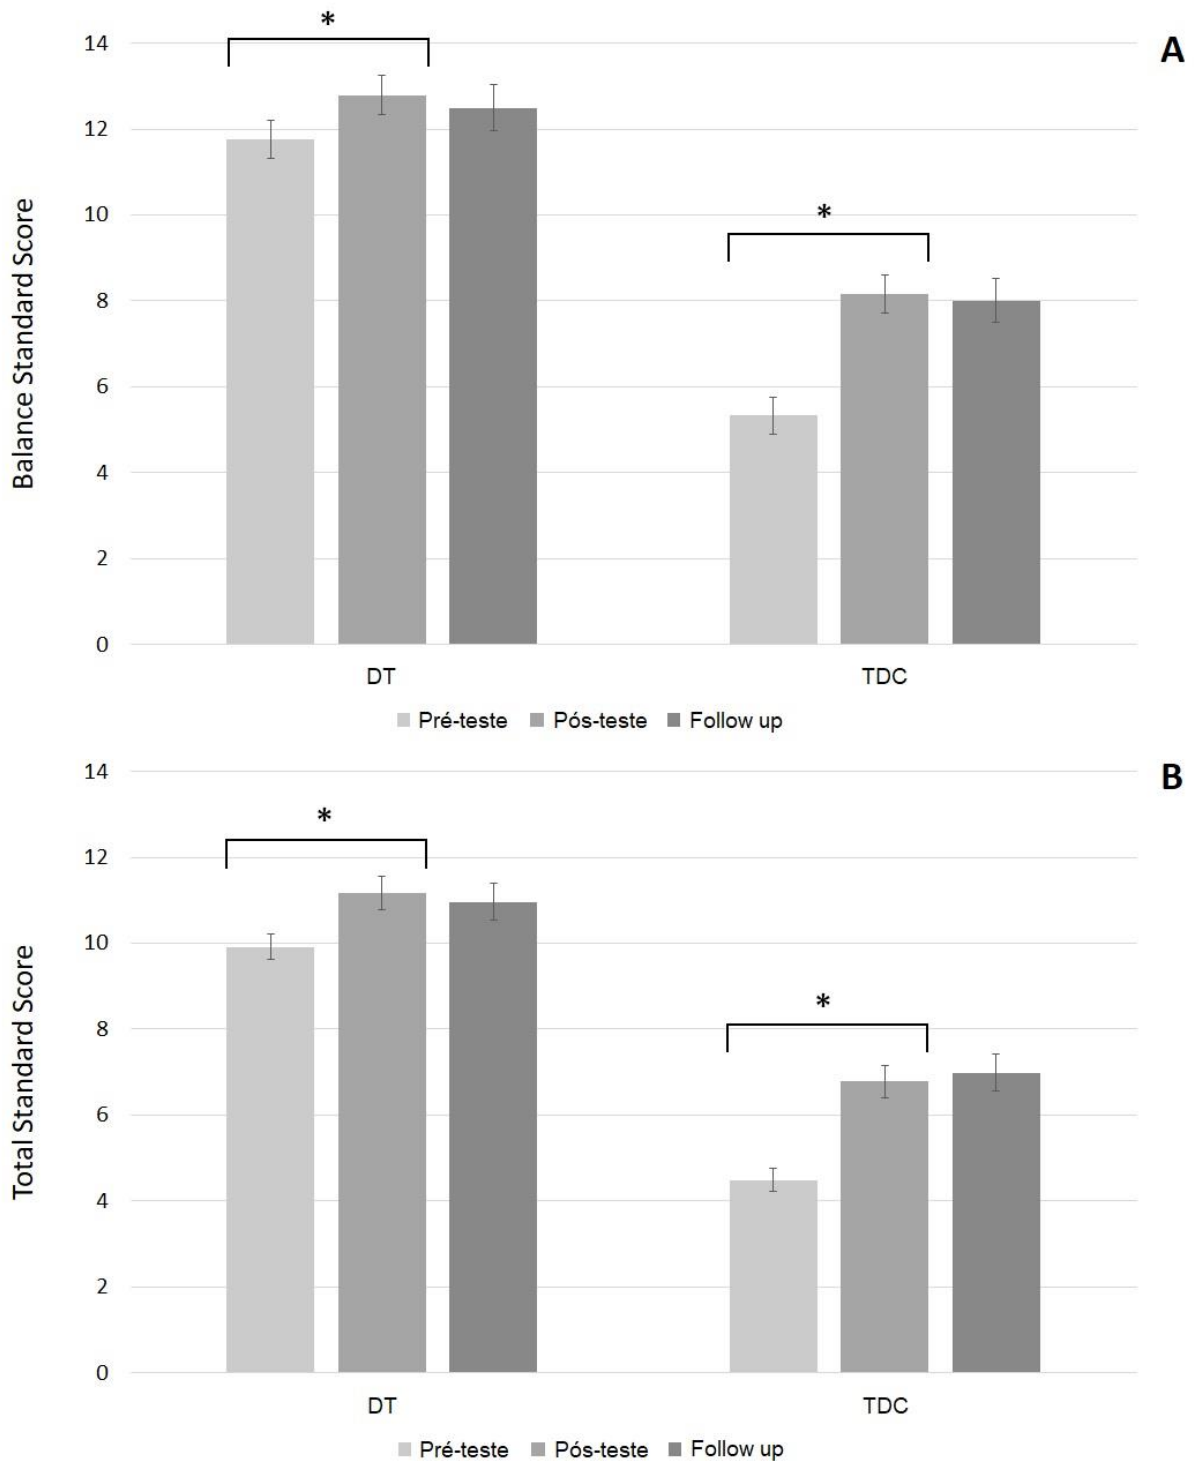 *
14
A
12
10
*
8
6
4
2
0
Balance Standard Score
DT
TDC
Pré-teste
Pós-teste
Follow up
14
B
*
12
10
*
8
6
4
2
0
Total Standard Score
DT
TDC
Pré-teste
Pós-teste
Follow up